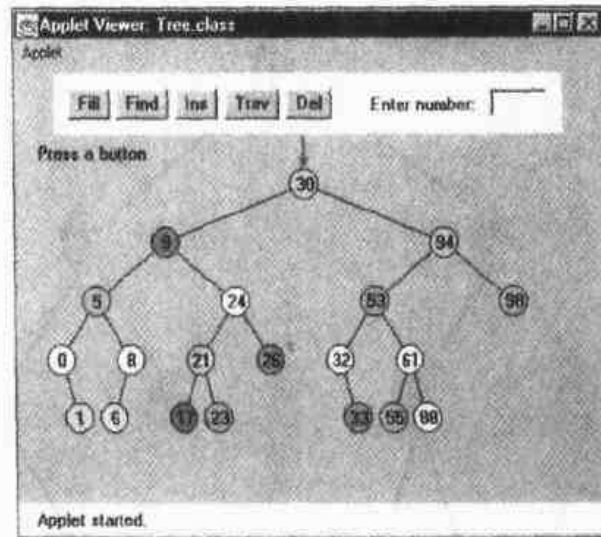 Applet Viewer: Tree.class
Applet
Fill Find Ins Trav Del Enter number:
Press a button
30
9 94
5 24 53 98
0 8 21 26 32 61
1 6 17 23 33 55 88
Applet started.